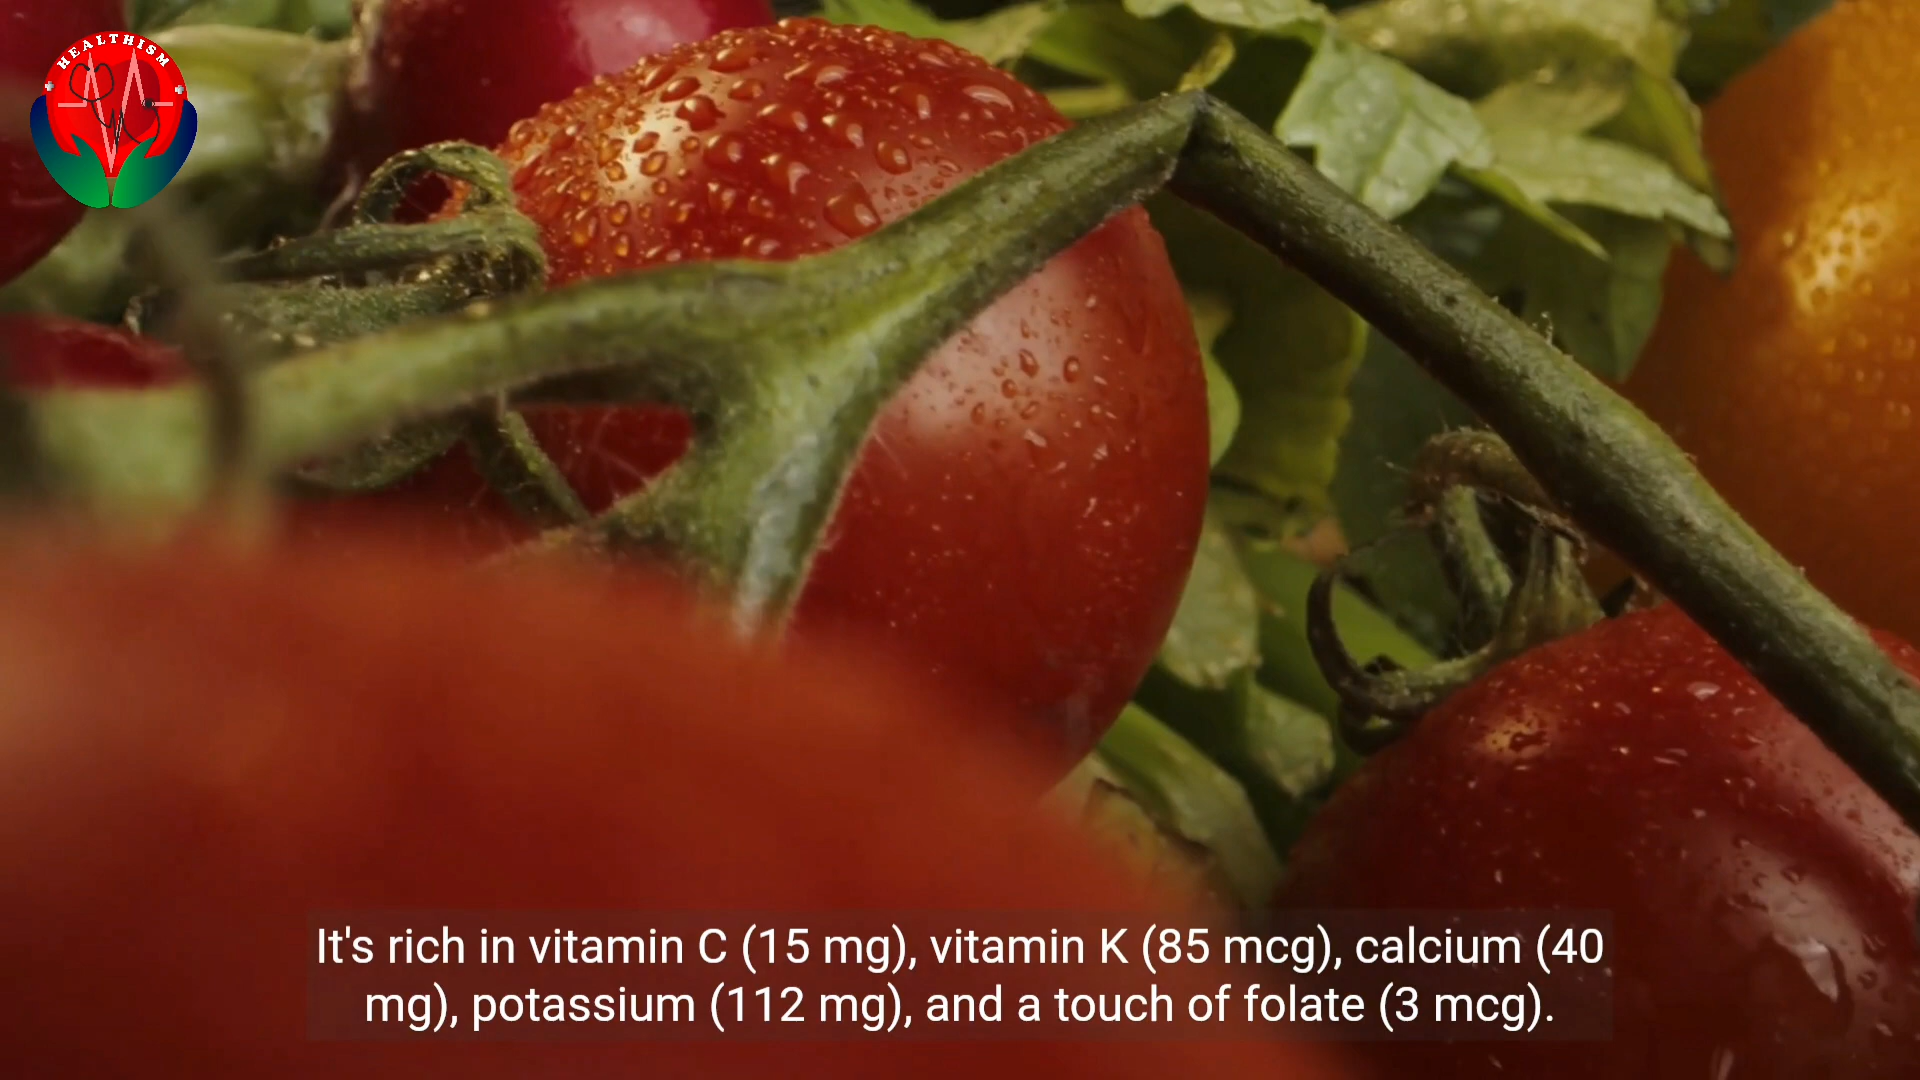 HEALTHISM
It's rich in vitamin C (15 mg), vitamin K (85 mcg), calcium (40
mg), potassium (112 mg), and a touch of folate (3 mcg).